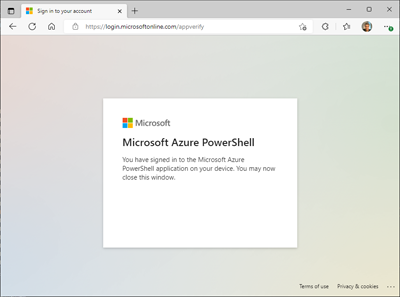 Sign in to your account
https://login.microsoftonline.com/appverify
Microsoft
Microsoft Azure PowerShell
You have signed in to the Microsoft Azure
PowerShell application on your device. You may now
close this window.
Terms of use Privacy & cookies ...